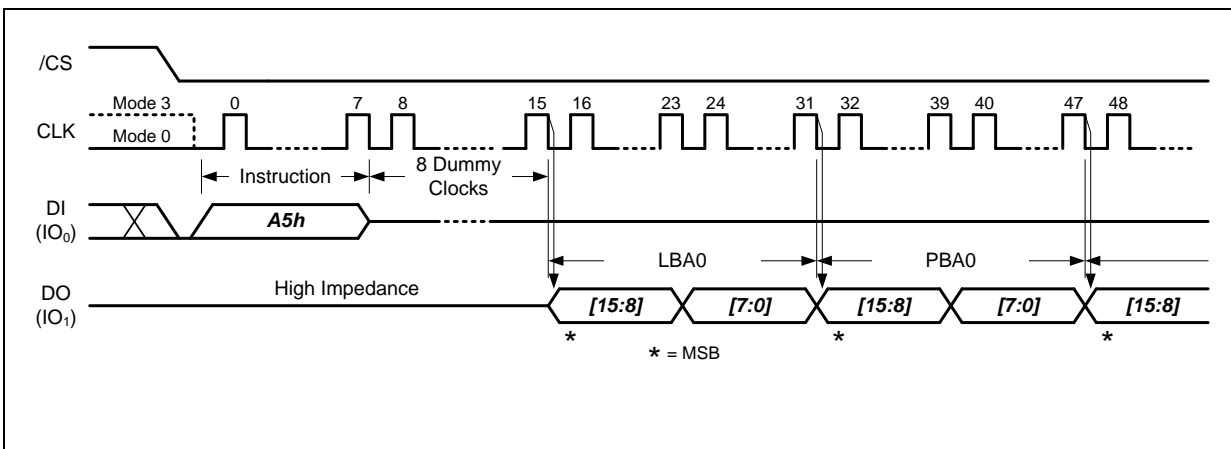 /CS
Mode 3 0 7 8 15 16 23 24 31 32 39 40 47 48
CLK
Mode 0
Instruction
8 Dummy
Clocks
DI
(IO0)
A5h
LBA0 PBA0
High Impedance
DO
(IO1)
[15:8] [7:0] [15:8] [7:0] [15:8]
* * *
* = MSB